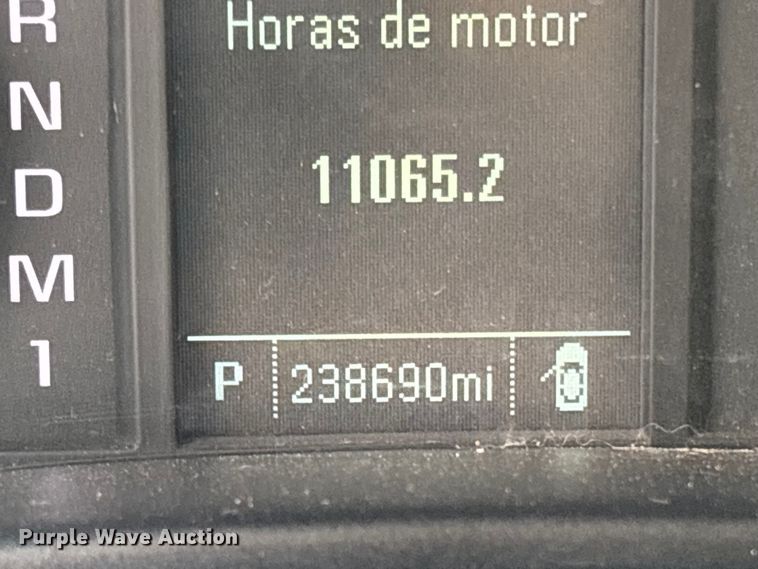 R
Horas de motor
N
11065.2
D
M
1
P 238690mi
Purple Wave Auction